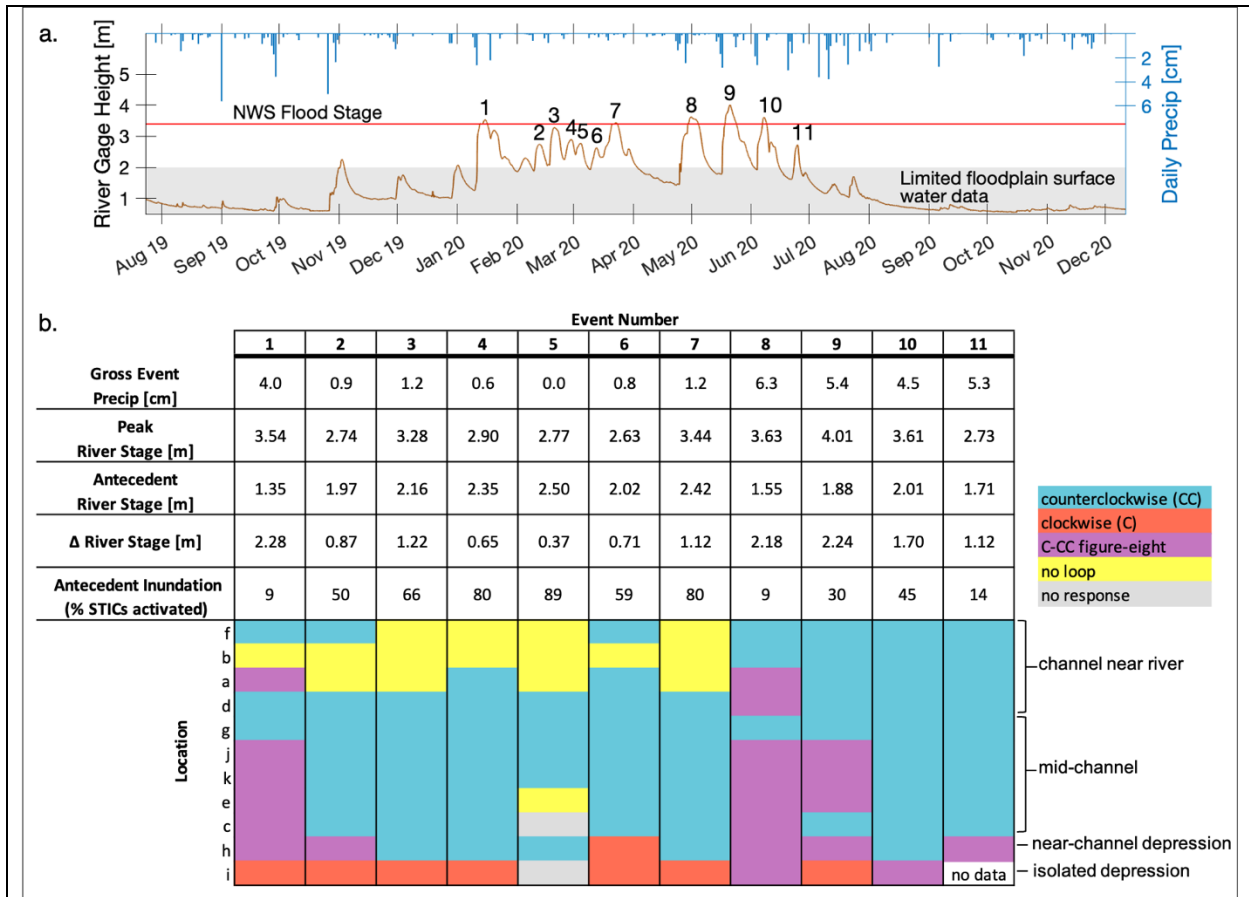 a.
River Gage Height [m]
5
4
3
2
1
NWS Flood Stage
1
2
3
4
5
6
7
8
9
10
11
Limited floodplain surface
water data
2
4
6
Daily Precip [cm]
Aug 19
Sep 19
Oct 19
Nov 19
Dec 19
Jan 20
Feb 20
Mar 20
Apr 20
May 20
Jun 20
Jul 20
Aug 20
Sep 20
Oct 20
Nov 20
Dec 20
b.
Event Number
1 2 3 4 5 6 7 8 9 10 11
Gross Event
Precip [cm]
4.0 0.9 1.2 0.6 0.0 0.8 1.2 6.3 5.4 4.5 5.3
Peak
River Stage [m]
3.54 2.74 3.28 2.90 2.77 2.63 3.44 3.63 4.01 3.61 2.73
Antecedent
River Stage [m]
1.35 1.97 2.16 2.35 2.50 2.02 2.42 1.55 1.88 2.01 1.71
Δ River Stage [m]
2.28 0.87 1.22 0.65 0.37 0.71 1.12 2.18 2.24 1.70 1.12
Antecedent Inundation
(% STICs activated)
9 50 66 80 89 59 80 9 30 45 14
counterclockwise (CC)
clockwise (C)
C-CC figure-eight
no loop
no response
Location
f
b
a
d
g
j
k
e
c
h
i
no data
channel near river
mid-channel
near-channel depression
isolated depression